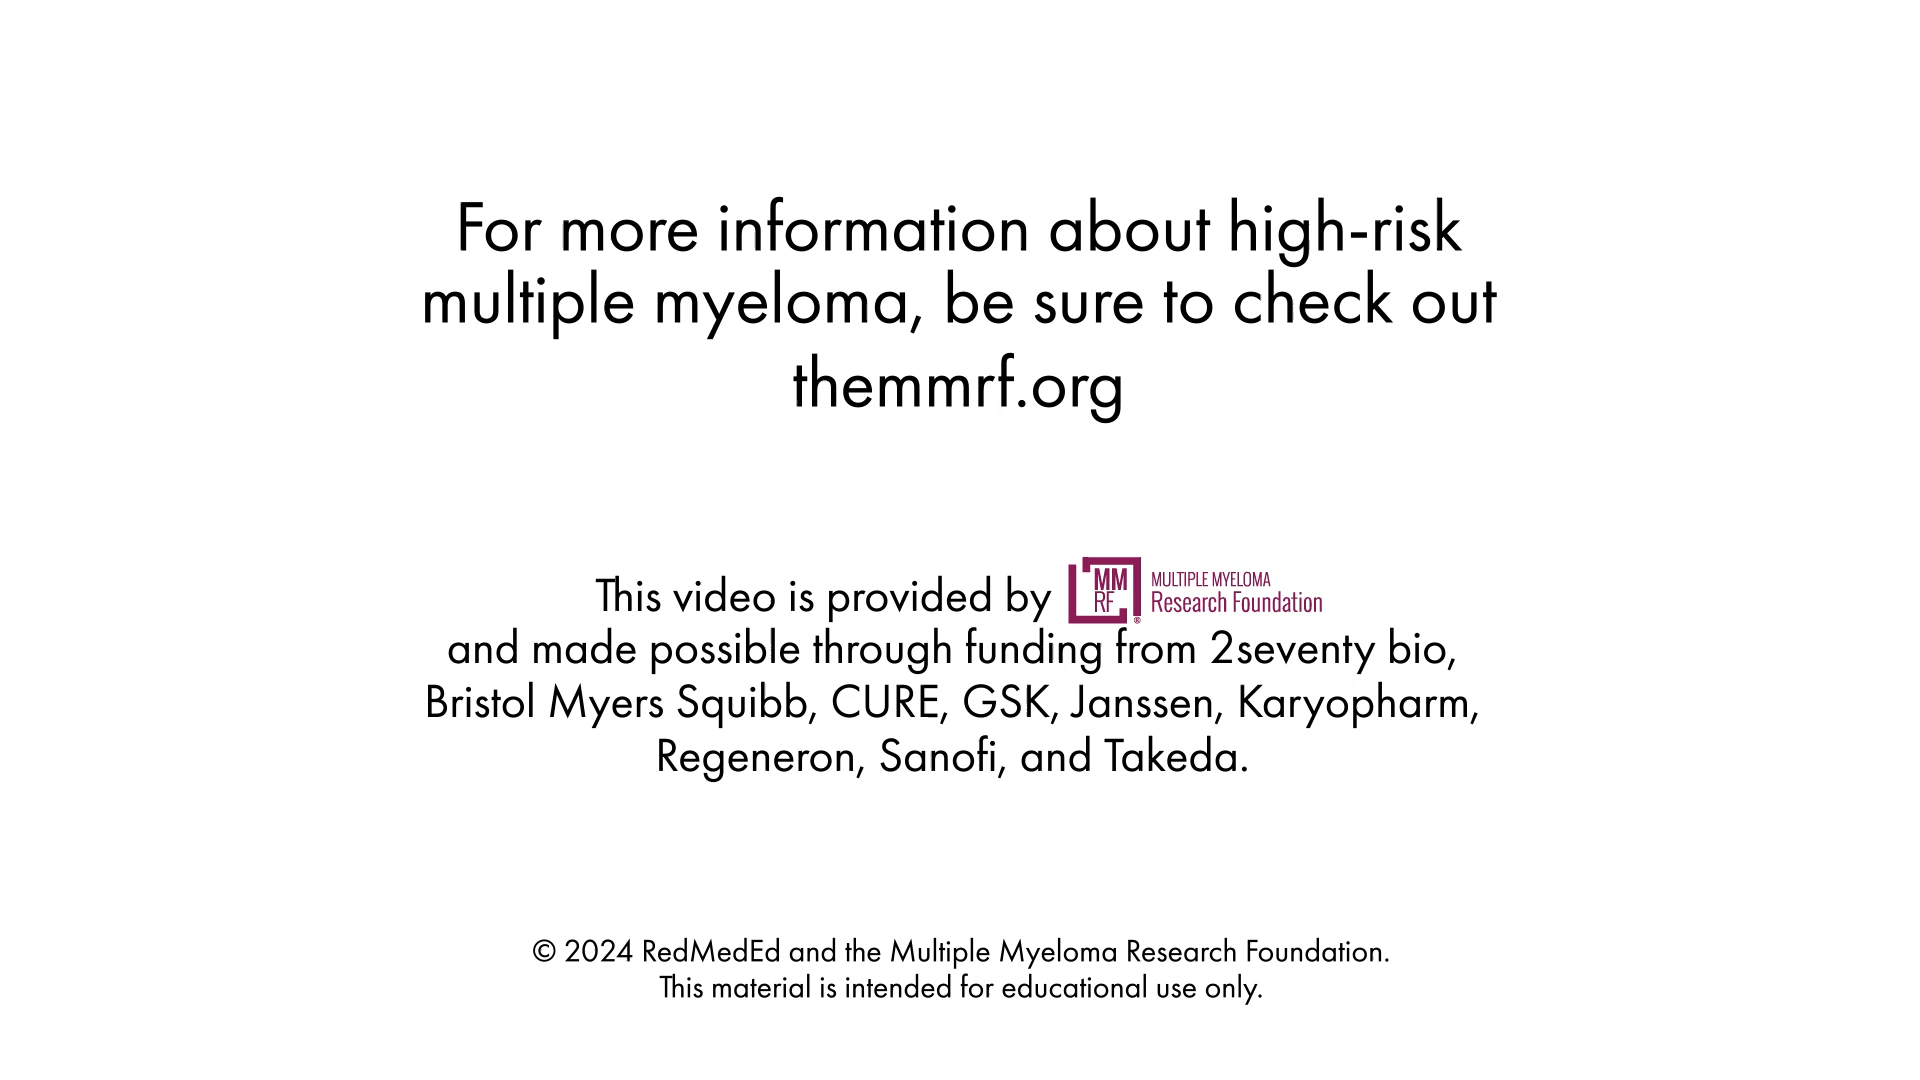 For more information about high-risk
multiple myeloma, be sure to check out
themmrf.org
This video is provided by MM RF® MULTIPLE MYELOMA Research Foundation
and made possible through funding from 2seventy bio,
Bristol Myers Squibb, CURE, GSK, Janssen, Karyopharm,
Regeneron, Sanofi, and Takeda.
© 2024 RedMedEd and the Multiple Myeloma Research Foundation.
This material is intended for educational use only.